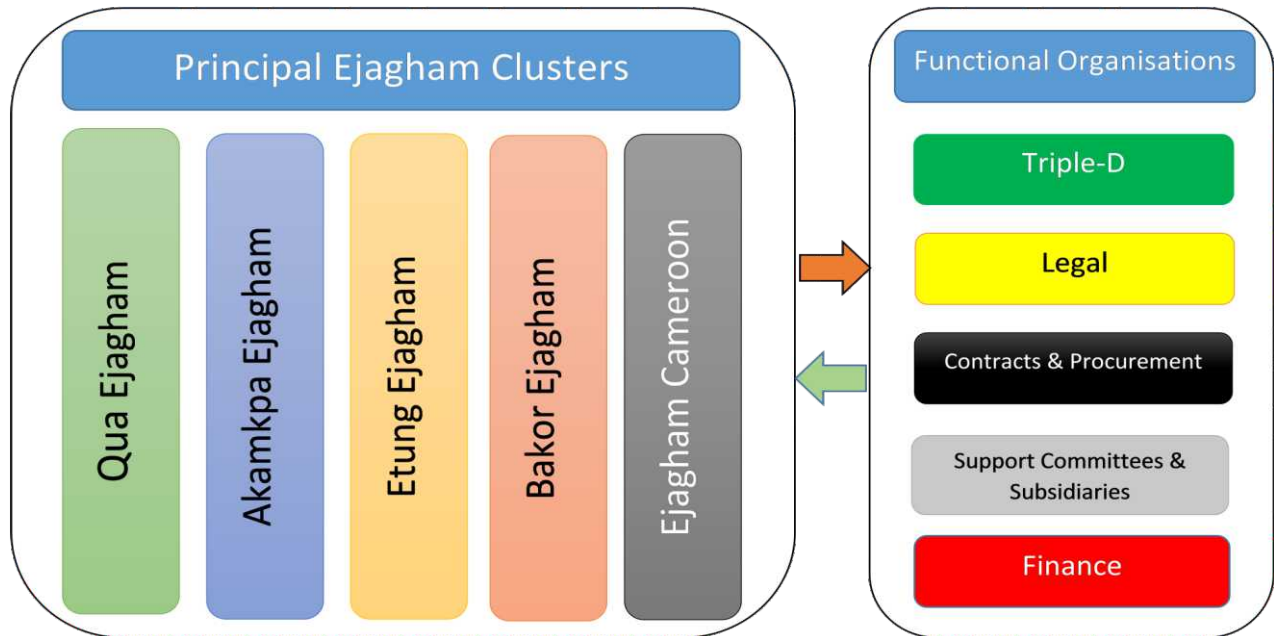 Principal Ejagham Clusters
Qua Ejagham
Akamkpa Ejagham
Etung Ejagham
Bakor Ejagham
Ejagham Cameroon
Functional Organisations
Triple-D
Legal
Contracts & Procurement
Support Committees &
Subsidiaries
Finance